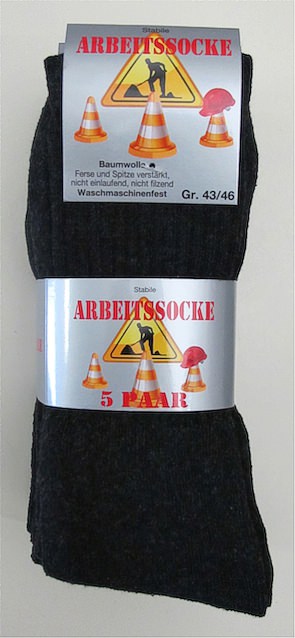 Stabile
ARBEITSSOCKE
Baumwolle
Ferse und Spitze verstärkt,
nicht einlaufend, nicht filzend
Waschmaschinenfest
Gr. 43/46
Stabile
ARBEITSSOCKE
5 PAAR